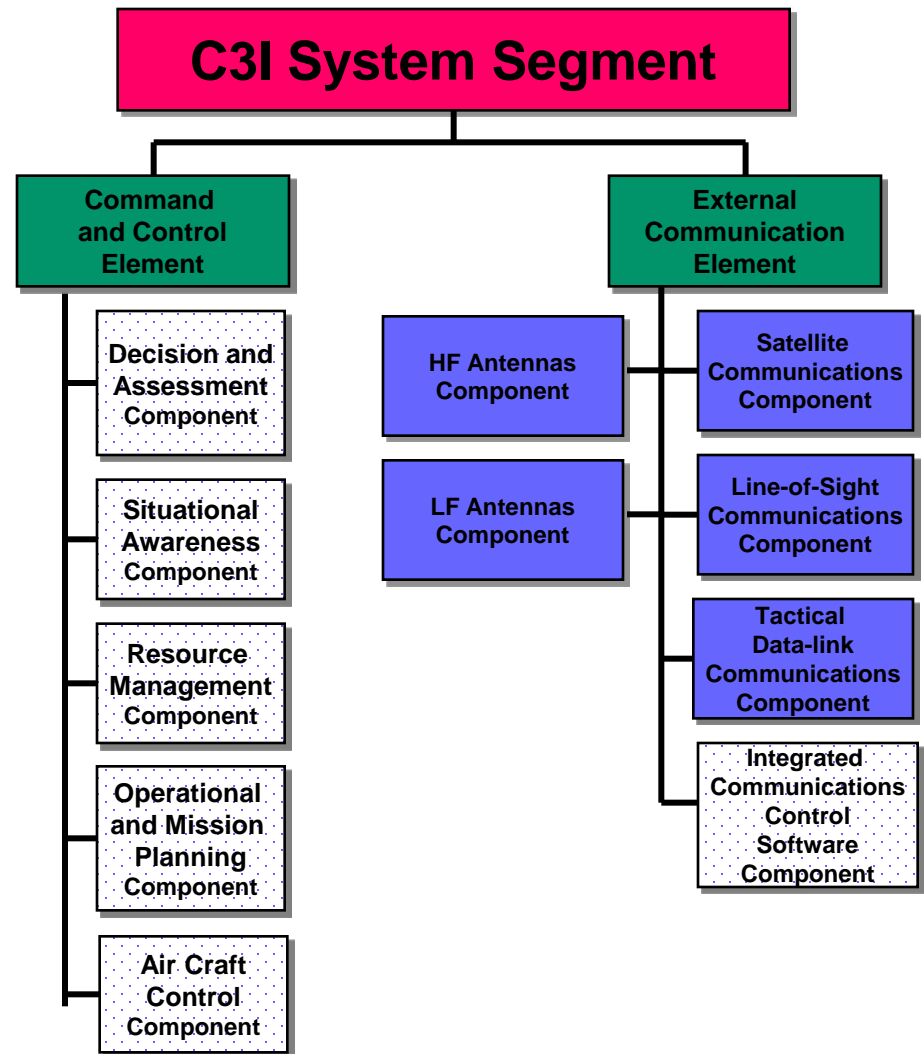 C3I System Segment
Command
and Control
Element
External
Communication
Element
Decision and
Assessment
Component
Situational
Awareness
Component
Resource
Management
Component
Operational
and Mission
Planning
Component
Air Craft
Control
Component
HF Antennas
Component
LF Antennas
Component
Satellite
Communications
Component
Line-of-Sight
Communications
Component
Tactical
Data-link
Communications
Component
Integrated
Communications
Control
Software
Component